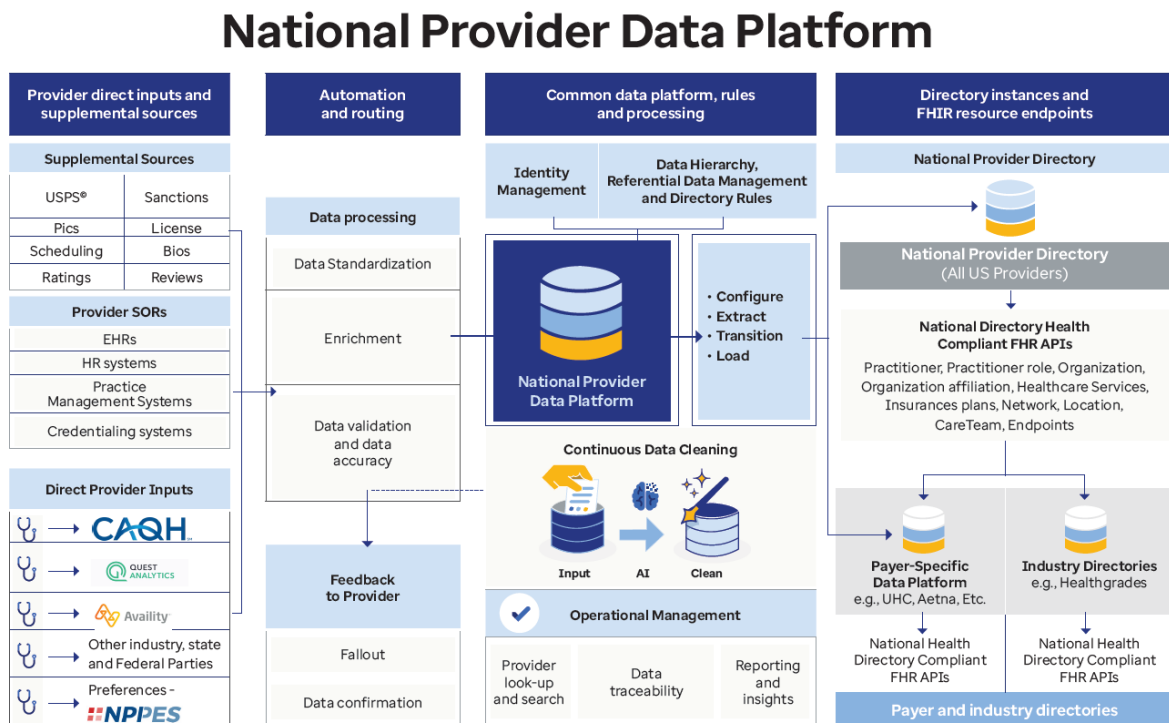 National Provider Data Platform
Provider direct inputs and
supplemental sources
Supplemental Sources
USPS®
Sanctions
Pics
License
Scheduling
Bios
Ratings
Reviews
Provider SORs
EHRs
HR systems
Practice
Management Systems
Credentialing systems
Direct Provider Inputs
CAQH
QUEST
ANALYTICS
Availity
Other industry, state
and Federal Parties
Preferences -
NPPES
Automation
and routing
Data processing
Data Standardization
Enrichment
Data validation
and data
accuracy
Feedback
to Provider
Fallout
Data confirmation
Common data platform, rules
and processing
Identity
Management
Data Hierarchy,
Referential Data Management
and Directory Rules
National Provider
Data Platform
• Configure
• Extract
• Transition
• Load
Continuous Data Cleaning
Input
AI
Clean
Operational Management
Provider
look-up
and search
Data
traceability
Reporting
and
insights
Directory instances and
FHIR resource endpoints
National Provider Directory
National Provider Directory
(All US Providers)
National Directory Health
Compliant FHR APIs
Practitioner, Practitioner role, Organization,
Organization affiliation, Healthcare Services,
Insurances plans, Network, Location,
CareTeam, Endpoints
Payer-Specific
Data Platform
e.g., UHC, Aetna, Etc.
Industry Directories
e.g., Healthgrades
National Health
Directory Compliant
FHR APIs
National Health
Directory Compliant
FHR APIs
Payer and industry directories